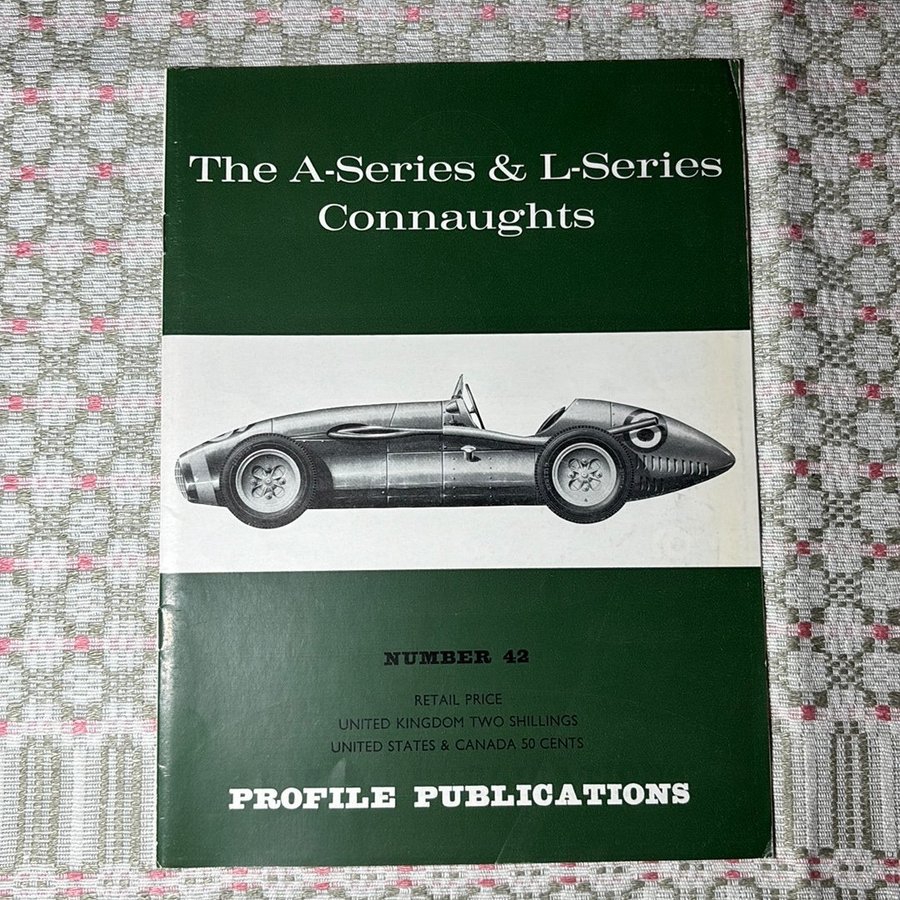 The A-Series & L-Series
Connaughts
NUMBER 42
RETAIL PRICE
UNITED KINGDOM TWO SHILLINGS
UNITED STATES & CANADA 50 CENTS
PROFILE PUBLICATIONS